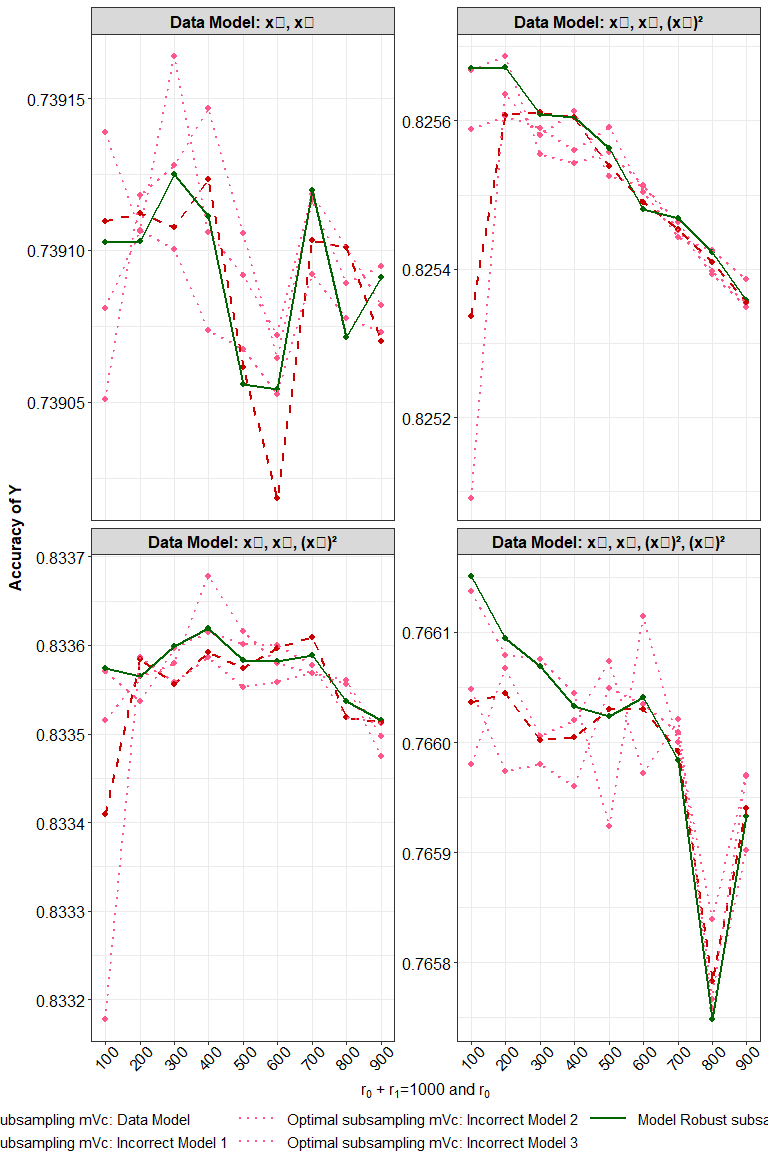 Data Model: x▯, x▯
Data Model: x▯, x▯, (x▯)²
0.73915
0.73910
0.73905
0.8256
0.8254
0.8252
Accuracy of Y
Data Model: x▯, x▯, (x▯)²
Data Model: x▯, x▯, (x▯)², (x▯)²
0.8337
0.8336
0.8335
0.8334
0.8333
0.8332
0.7661
0.7660
0.7659
0.7658
100 200 300 400 500 600 700 800 900
100 200 300 400 500 600 700 800 900
r₀ + r₁=1000 and r₀
ubsampling mVc: Data Model
Optimal subsampling mVc: Incorrect Model 2
Model Robust subsa
ubsampling mVc: Incorrect Model 1
Optimal subsampling mVc: Incorrect Model 3